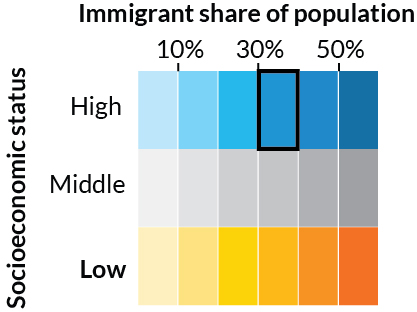 Immigrant share of population
10% 30% 50%
Socioeconomic status
High
Middle
Low